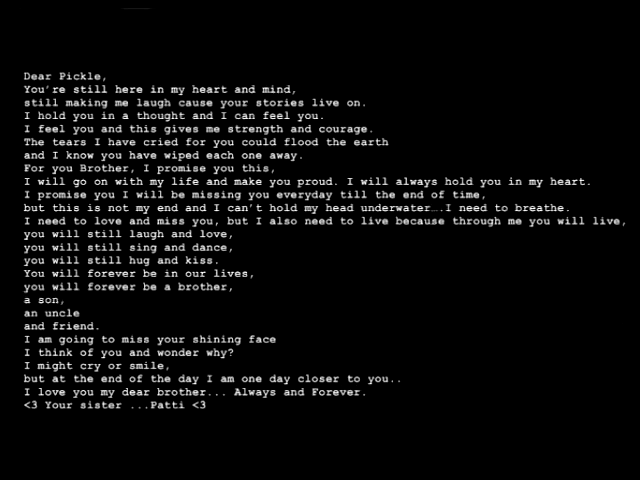 Dear Pickle,
You're still here in my heart and mind,
still making me laugh cause your stories live on.
I hold you in a thought and I can feel you.
I feel you and this gives me strength and courage.
The tears I have cried for you could flood the earth
and I know you have wiped each one away.
For you Brother, I promise you this,
I will go on with my life and make you proud. I will always hold you in my heart.
I promise you I will be missing you everyday till the end of time,
but this is not my end and I can't hold my head underwater...I need to breathe.
I need to love and miss you, but I also need to live because through me you will live,
you will still laugh and love,
you will still sing and dance,
you will still hug and kiss.
You will forever be in our lives,
you will forever be a brother,
a son,
an uncle
and friend.
I am going to miss your shining face
I think of you and wonder why?
I might cry or smile,
but at the end of the day I am one day closer to you..
I love you my dear brother... Always and Forever.
<3 Your sister ...Patti <3